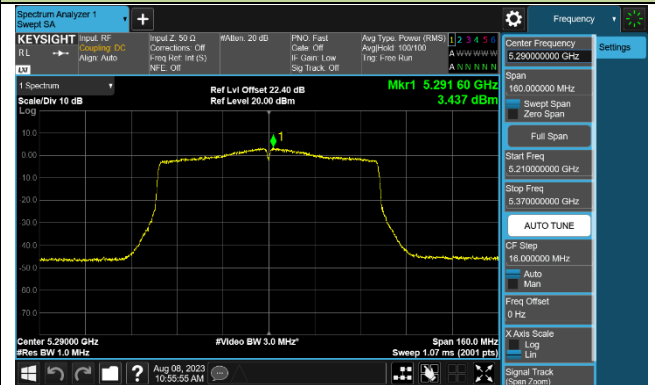 Spectrum Analyzer 1
Swept SA
Frequency
KEYSIGHT
RL
Input: RF
Coupling: DC
Align: Auto
Input Z: 50 Ω
Corrections: Off
Freq Ref: Int (S)
NFE: Off
#Atten: 20 dB
PNO: Fast
Gate: Off
IF Gain: Low
Sig Track: Off
Avg Type: Power (RMS)
Avg|Hold: 100/100
Trig: Free Run
1 2 3 4 5 6
A W W W W W
A N N N N N
LXI
1 Spectrum
Scale/Div 10 dB
Log
Ref Lvl Offset 22.40 dB
Ref Level 20.00 dBm
Mkr1 5.291 60 GHz
3.437 dBm
1
10.0
0.00
-10.0
-20.0
-30.0
-40.0
-50.0
-60.0
-70.0
Center 5.29000 GHz
#Res BW 1.0 MHz
#Video BW 3.0 MHz*
Span 160.0 MHz
Sweep 1.07 ms (2001 pts)
Aug 08, 2023
10:55:55 AM
Settings
Center Frequency
5.290000000 GHz
Span
160.000000 MHz
Swept Span
Zero Span
Full Span
Start Freq
5.210000000 GHz
Stop Freq
5.370000000 GHz
AUTO TUNE
CF Step
16.000000 MHz
Auto
Man
Freq Offset
0 Hz
X Axis Scale
Log
Lin
Signal Track
(Span Zoom)